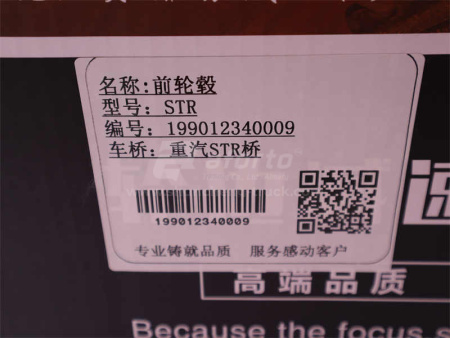 名称:前轮毂
型号: STR
编号: 199012340009
车桥: 重汽STR桥
aforto
199012340009
专业铸就品质 服务感动客户
高端品质
Because the focus s